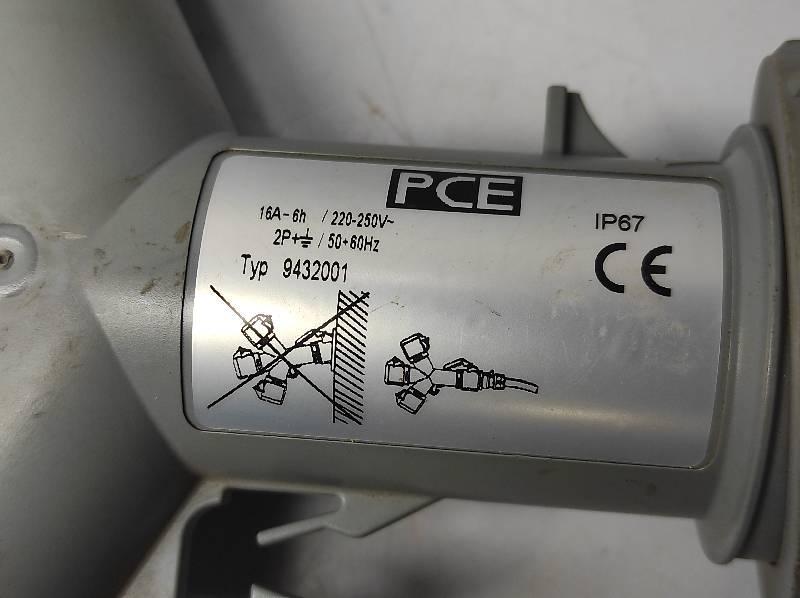 PCE
16A-6h / 220-250V~
2P+⏚ / 50+60Hz
Typ 9432001
IP67
CE